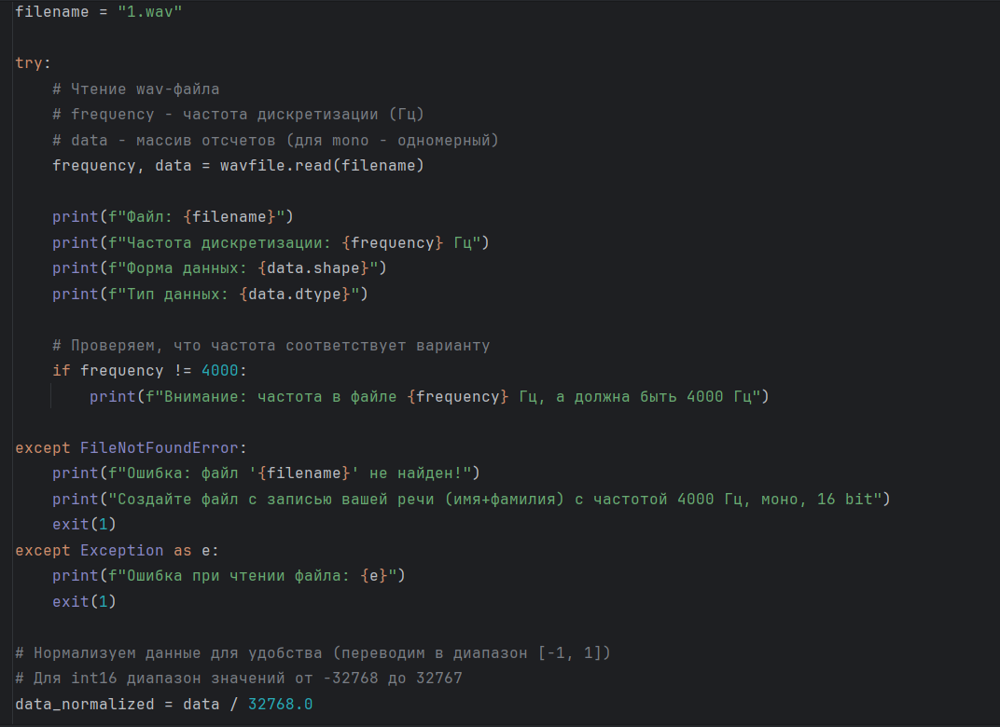 filename = "1.wav"
try:
# Чтение wav-файла
# frequency - частота дискретизации (Гц)
# data - массив отсчетов (для mono - одномерный)
frequency, data = wavfile.read(filename)
print(f"Файл: {filename}")
print(f"Частота дискретизации: {frequency} Гц")
print(f"Форма данных: {data.shape}")
print(f"Тип данных: {data.dtype}")
# Проверяем, что частота соответствует варианту
if frequency != 4000:
print(f"Внимание: частота в файле {frequency} Гц, а должна быть 4000 Гц")
except FileNotFoundError:
print(f"Ошибка: файл '{filename}' не найден!")
print("Создайте файл с записью вашей речи (имя+фамилия) с частотой 4000 Гц, моно, 16 bit")
exit(1)
except Exception as e:
print(f"Ошибка при чтении файла: {e}")
exit(1)
# Нормализуем данные для удобства (переводим в диапазон [-1, 1])
# Для int16 диапазон значений от -32768 до 32767
data_normalized = data / 32768.0